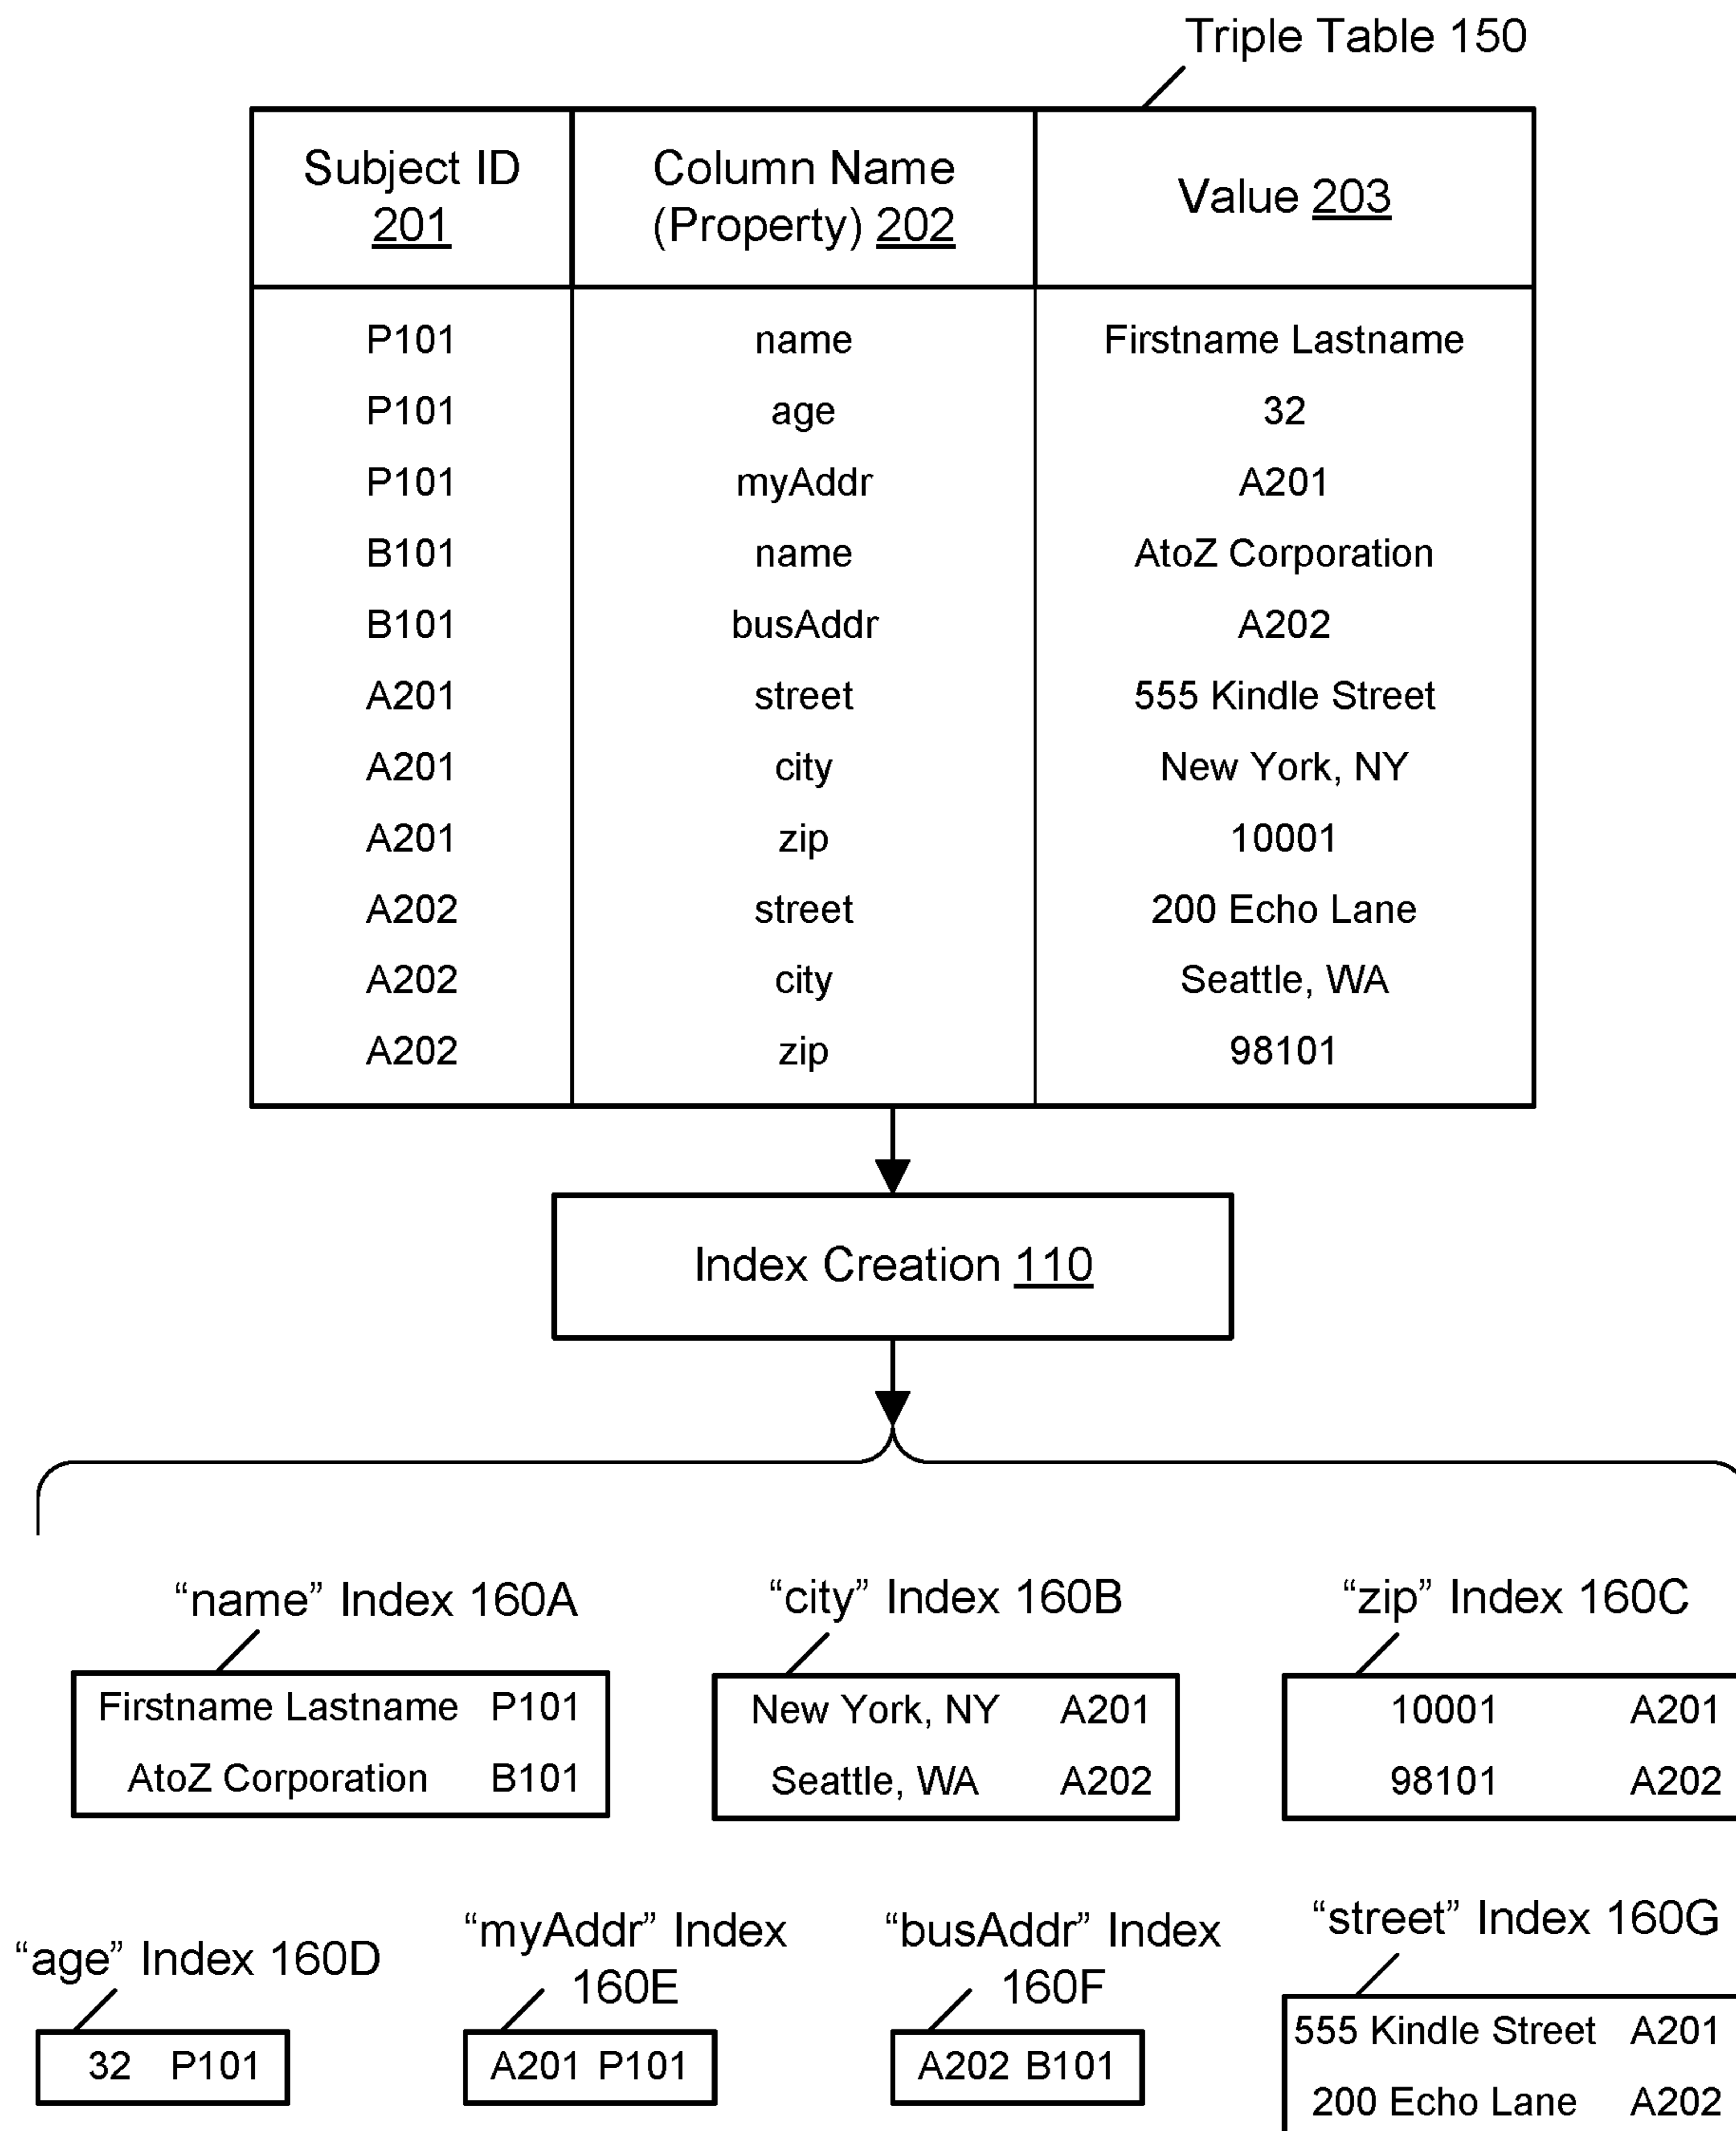 Triple Table 150
Subject ID 201
Column Name (Property) 202
Value 203
P101 name Firstname Lastname
P101 age 32
P101 myAddr A201
B101 name AtoZ Corporation
B101 busAddr A202
A201 street 555 Kindle Street
A201 city New York, NY
A201 zip 10001
A202 street 200 Echo Lane
A202 city Seattle, WA
A202 zip 98101
Index Creation 110
“name” Index 160A
Firstname Lastname P101
AtoZ Corporation B101
“city” Index 160B
New York, NY A201
Seattle, WA A202
“zip” Index 160C
10001 A201
98101 A202
“age” Index 160D
32 P101
“myAddr” Index
160E
A201 P101
“busAddr” Index
160F
A202 B101
“street” Index 160G
555 Kindle Street A201
200 Echo Lane A202